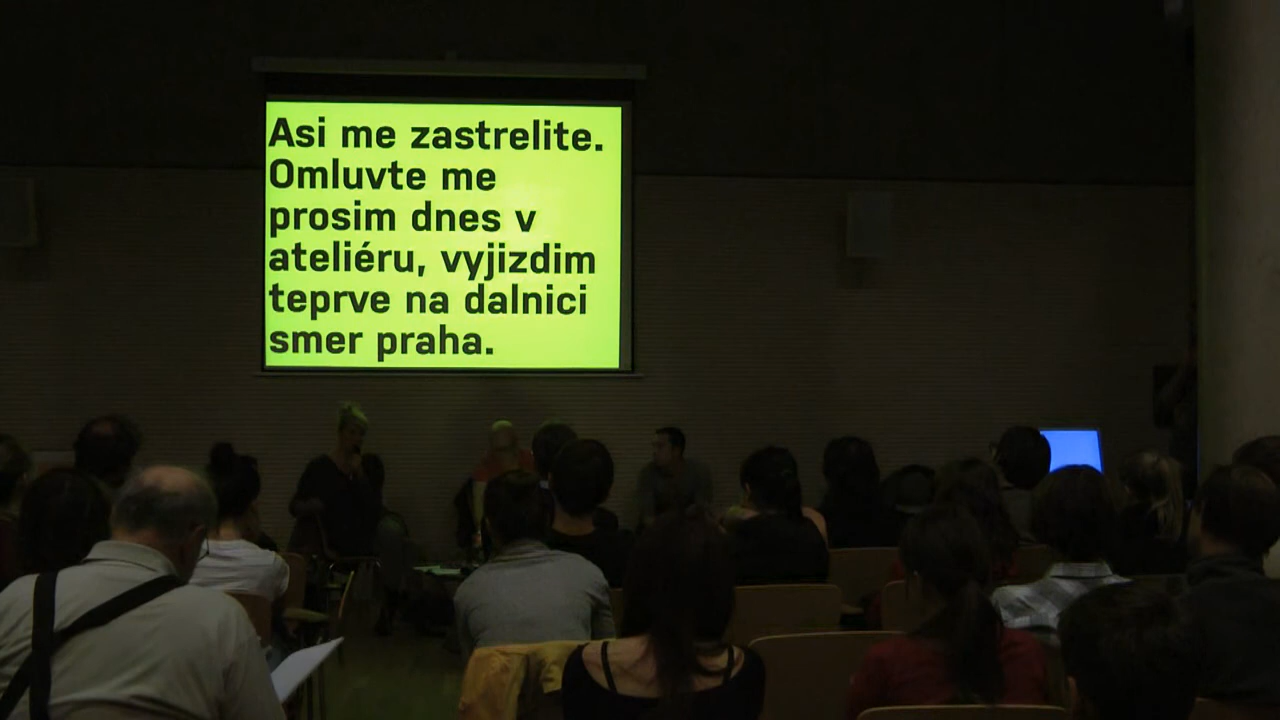 Asi me zastrelite.
Omluvte me
prosim dnes v
ateliéru, vyjizdim
teprve na dalnici
smer praha.